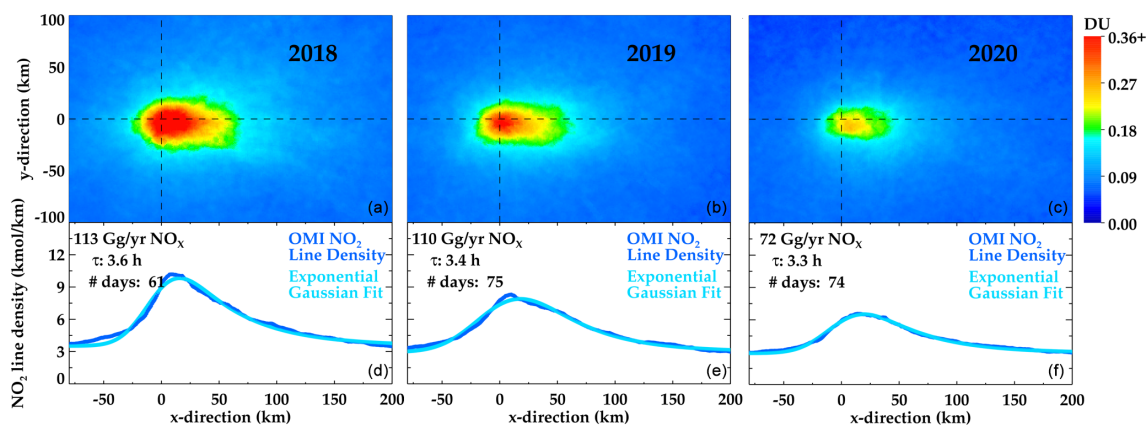 DU
100
2018
2019
2020
0.36+
50
0.27
0
0.18
-50
0.09
-100
(a)
(b)
(c)
0.00
y-direction (km)
113 Gg/yr NOX
τ: 3.6 h
# days: 61
OMI NO2
Line Density
Exponential
Gaussian Fit
110 Gg/yr NOX
τ: 3.4 h
# days: 75
OMI NO2
Line Density
Exponential
Gaussian Fit
72 Gg/yr NOX
τ: 3.3 h
# days: 74
OMI NO2
Line Density
Exponential
Gaussian Fit
12
9
6
3
0
NO2 line density (kmol/km)
(d)
(e)
(f)
-50 0 50 100 150
-50 0 50 100 150
-50 0 50 100 150 200
x-direction (km)
x-direction (km)
x-direction (km)